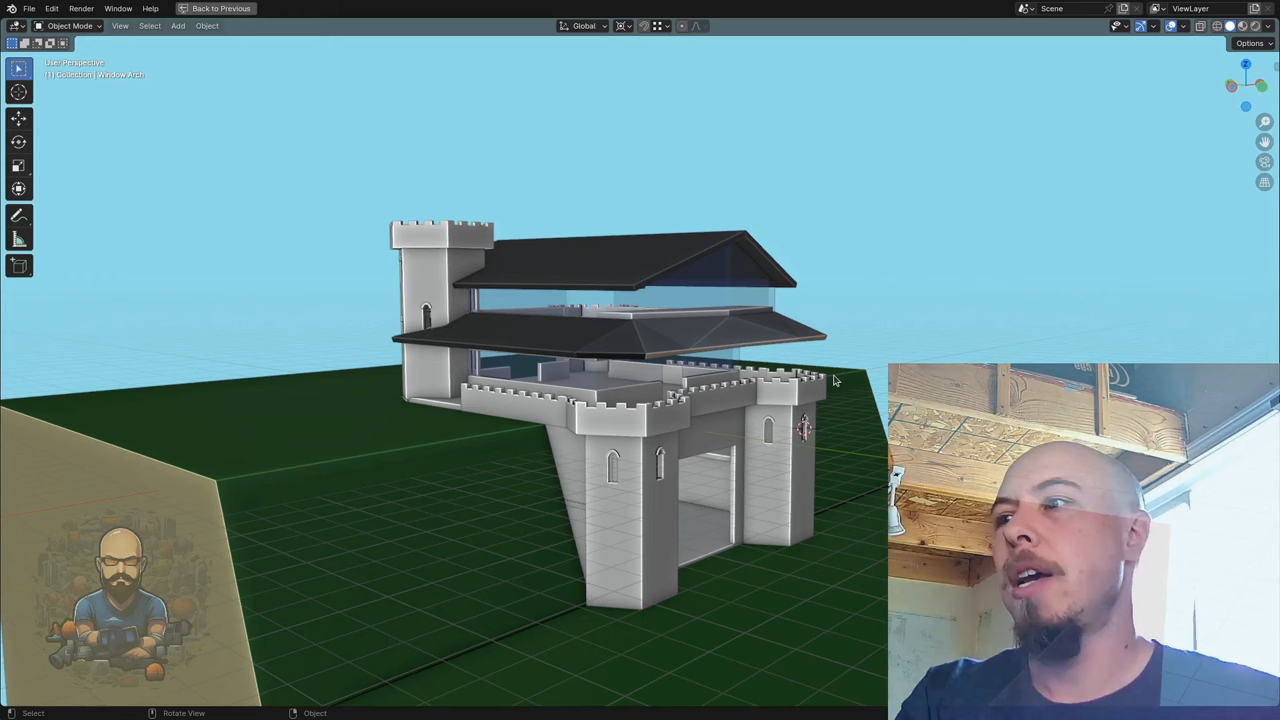 File Edit Render Window Help Back to Previous Scene ViewLayer
Object Mode View Select Add Object Global
Options
User Perspective
(1) Collection | Window Arch
Z
Select Rotate View Object